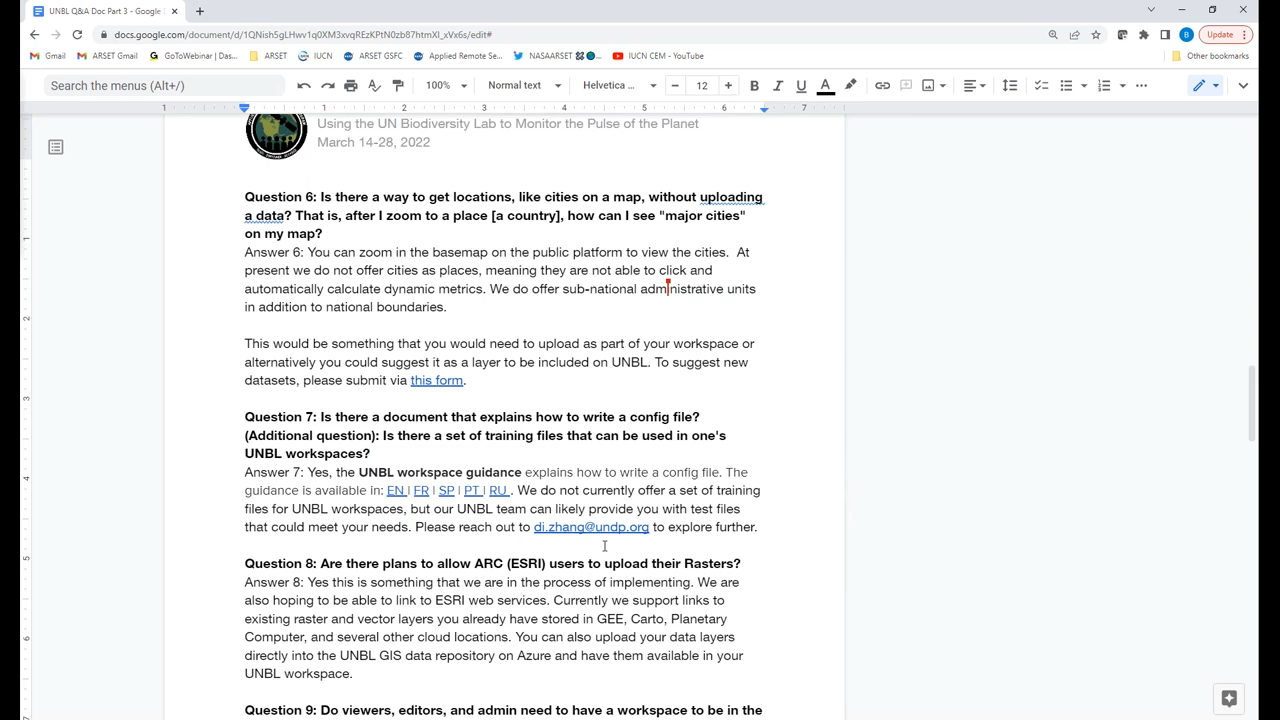 UNBL Q&A Doc Part 3 - Google
docs.google.com/document/d/1QNish5gLHwv1q0XM3xvqREzKPtN0zb87htmXI_xVx6s/edit#
B
Update
Gmail
ARSET Gmail
GoToWebinar | Das...
ARSET
IUCN
ARSET GSFC
Applied Remote Se...
NASAARSET
IUCN CEM - YouTube
Other bookmarks
Search the menus (Alt+/)
100%
Normal text
Helvetica ...
12
B I U A
1 1 2 3 4 5 6 7
Using the UN Biodiversity Lab to Monitor the Pulse of the Planet
March 14-28, 2022
Question 6: Is there a way to get locations, like cities on a map, without uploading
a data? That is, after I zoom to a place [a country], how can I see "major cities"
on my map?
Answer 6: You can zoom in the basemap on the public platform to view the cities.  At
present we do not offer cities as places, meaning they are not able to click and
automatically calculate dynamic metrics. We do offer sub-national administrative units
in addition to national boundaries.
This would be something that you would need to upload as part of your workspace or
alternatively you could suggest it as a layer to be included on UNBL. To suggest new
datasets, please submit via this form.
Question 7: Is there a document that explains how to write a config file?
(Additional question): Is there a set of training files that can be used in one's
UNBL workspaces?
Answer 7: Yes, the UNBL workspace guidance explains how to write a config file. The
guidance is available in: EN | FR | SP | PT | RU . We do not currently offer a set of training
files for UNBL workspaces, but our UNBL team can likely provide you with test files
that could meet your needs. Please reach out to di.zhang@undp.org to explore further.
Question 8: Are there plans to allow ARC (ESRI) users to upload their Rasters?
Answer 8: Yes this is something that we are in the process of implementing. We are
also hoping to be able to link to ESRI web services. Currently we support links to
existing raster and vector layers you already have stored in GEE, Carto, Planetary
Computer, and several other cloud locations. You can also upload your data layers
directly into the UNBL GIS data repository on Azure and have them available in your
UNBL workspace.
Question 9: Do viewers, editors, and admin need to have a workspace to be in the